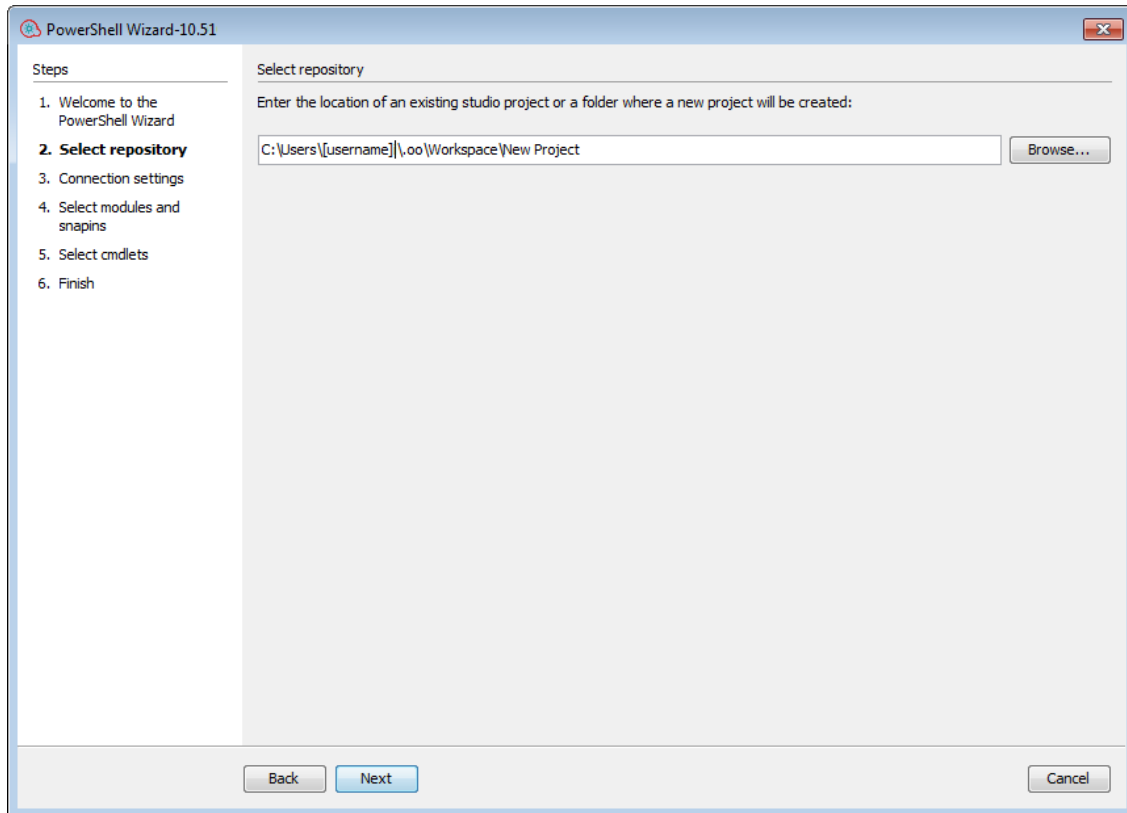 PowerShell Wizard-10.51
Steps
1. Welcome to the
PowerShell Wizard
2. Select repository
3. Connection settings
4. Select modules and
snapins
5. Select cmdlets
6. Finish
Select repository
Enter the location of an existing studio project or a folder where a new project will be created:
C:\Users\[username]\.oo\Workspace\New Project
Browse...
Back
Next
Cancel